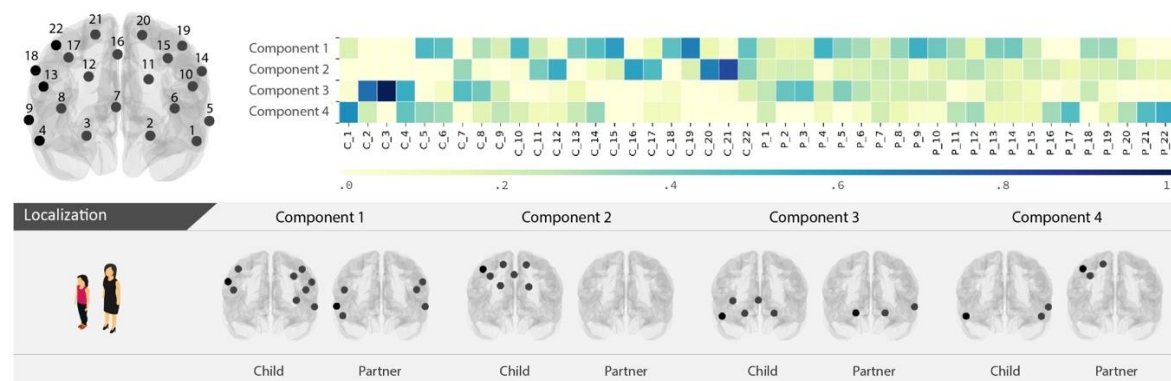 21 20
22 19
17 16 15
18 14
13 12 11 10
9 8 7 6 5
4 3 2 1
Component 1
Component 2
Component 3
Component 4
C_1 C_2 C_3 C_4 C_5 C_6 C_7 C_8 C_9 C_10 C_11 C_12 C_13 C_14 C_15 C_16 C_17 C_18 C_19 C_20 C_21 C_22 P_1 P_2 P_3 P_4 P_5 P_6 P_7 P_8 P_9 P_10 P_11 P_12 P_13 P_14 P_15 P_16 P_17 P_18 P_19 P_20 P_21
.0 .2 .4 .6 .8 1
Localization Component 1 Component 2 Component 3 Component 4
Child Partner Child Partner Child Partner Child Partner